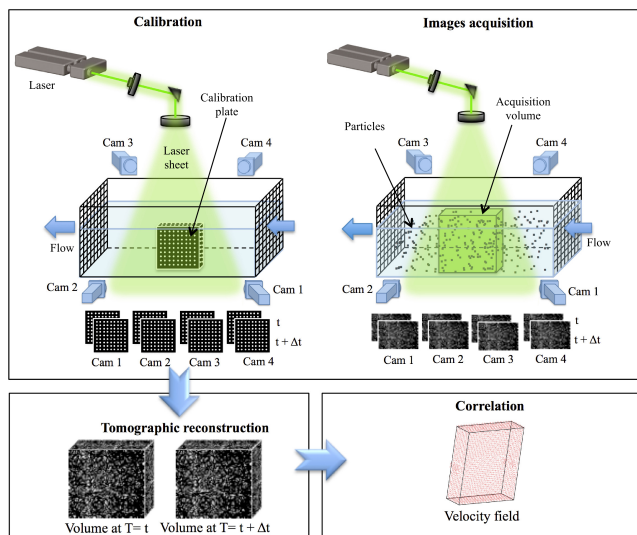 Calibration
Laser
Calibration
plate
Cam 3
Cam 4
Laser
sheet
Flow
Cam 2
Cam 1
t
t + Δt
Cam 1
Cam 2
Cam 3
Cam 4
Images acquisition
Acquisition
volume
Particles
Cam 3
Cam 4
Flow
Cam 2
Cam 1
t
t + Δt
Cam 1
Cam 2
Cam 3
Cam 4
Tomographic reconstruction
Volume at T= t
Volume at T= t + Δt
Correlation
Velocity field